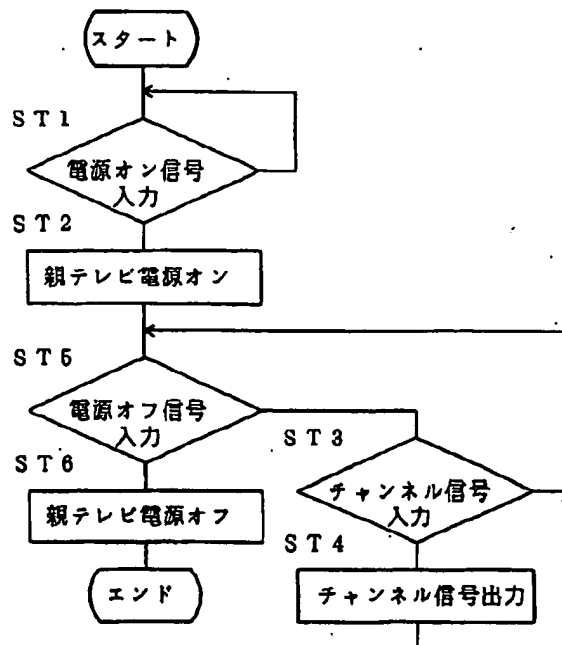 スタート
ST1
電源オン信号
入力
ST2
親テレビ電源オン
ST5
電源オフ信号
入力
ST3
チャンネル信号
入力
ST6
親テレビ電源オフ
ST4
チャンネル信号出力
エンド